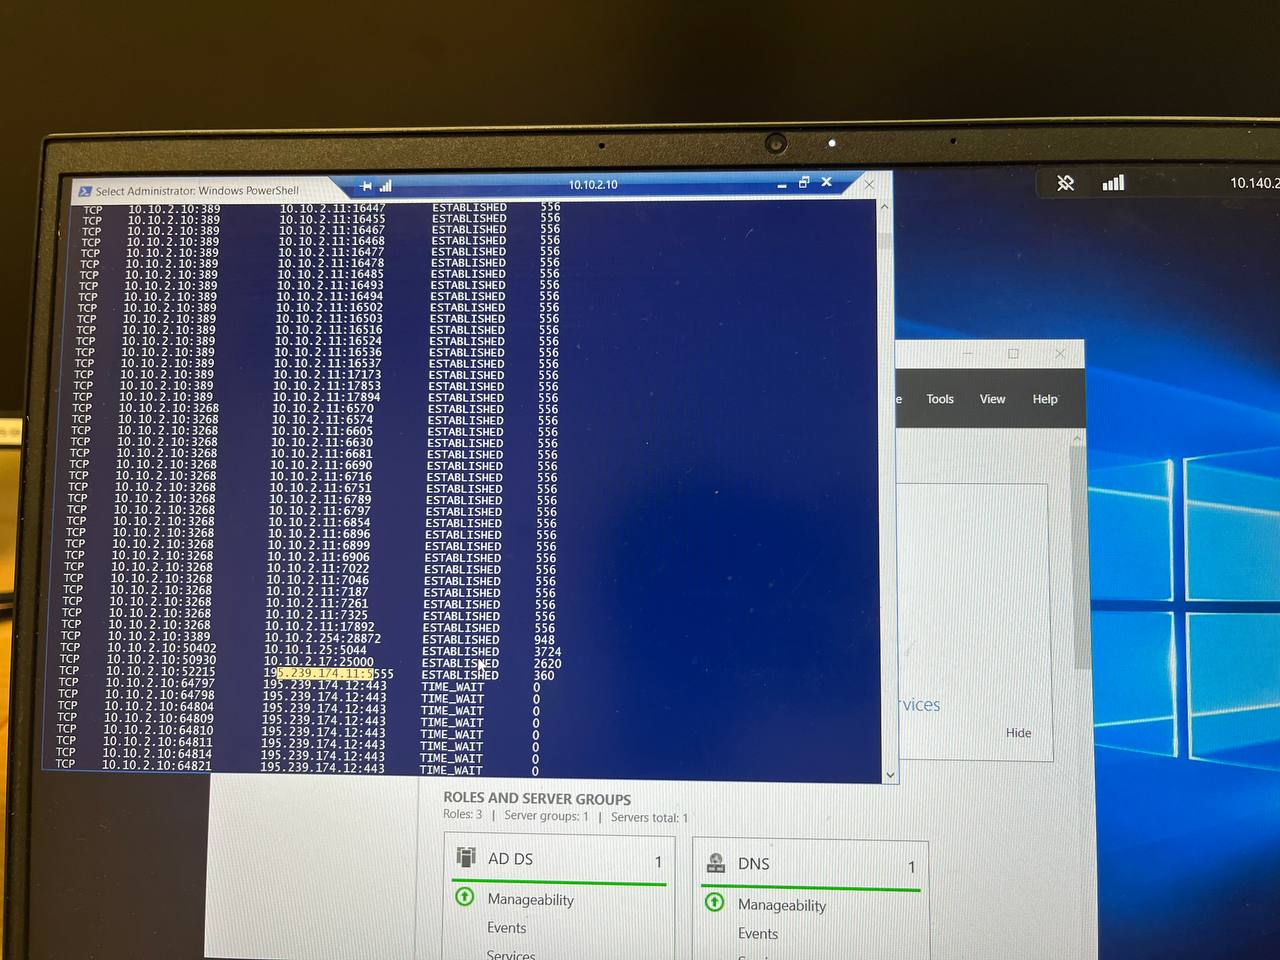 Select Administrator: Windows PowerShell
10.10.2.10
10.140.2
TCP 10.10.2.10:389 10.10.2.11:16447 ESTABLISHED 556
TCP 10.10.2.10:389 10.10.2.11:16455 ESTABLISHED 556
TCP 10.10.2.10:389 10.10.2.11:16467 ESTABLISHED 556
TCP 10.10.2.10:389 10.10.2.11:16468 ESTABLISHED 556
TCP 10.10.2.10:389 10.10.2.11:16477 ESTABLISHED 556
TCP 10.10.2.10:389 10.10.2.11:16478 ESTABLISHED 556
TCP 10.10.2.10:389 10.10.2.11:16485 ESTABLISHED 556
TCP 10.10.2.10:389 10.10.2.11:16493 ESTABLISHED 556
TCP 10.10.2.10:389 10.10.2.11:16494 ESTABLISHED 556
TCP 10.10.2.10:389 10.10.2.11:16502 ESTABLISHED 556
TCP 10.10.2.10:389 10.10.2.11:16503 ESTABLISHED 556
TCP 10.10.2.10:389 10.10.2.11:16516 ESTABLISHED 556
TCP 10.10.2.10:389 10.10.2.11:16524 ESTABLISHED 556
TCP 10.10.2.10:389 10.10.2.11:16536 ESTABLISHED 556
TCP 10.10.2.10:389 10.10.2.11:16537 ESTABLISHED 556
TCP 10.10.2.10:389 10.10.2.11:17173 ESTABLISHED 556
TCP 10.10.2.10:389 10.10.2.11:17853 ESTABLISHED 556
TCP 10.10.2.10:389 10.10.2.11:17894 ESTABLISHED 556
TCP 10.10.2.10:3268 10.10.2.11:6570 ESTABLISHED 556
TCP 10.10.2.10:3268 10.10.2.11:6574 ESTABLISHED 556
TCP 10.10.2.10:3268 10.10.2.11:6605 ESTABLISHED 556
TCP 10.10.2.10:3268 10.10.2.11:6630 ESTABLISHED 556
TCP 10.10.2.10:3268 10.10.2.11:6681 ESTABLISHED 556
TCP 10.10.2.10:3268 10.10.2.11:6690 ESTABLISHED 556
TCP 10.10.2.10:3268 10.10.2.11:6716 ESTABLISHED 556
TCP 10.10.2.10:3268 10.10.2.11:6751 ESTABLISHED 556
TCP 10.10.2.10:3268 10.10.2.11:6789 ESTABLISHED 556
TCP 10.10.2.10:3268 10.10.2.11:6797 ESTABLISHED 556
TCP 10.10.2.10:3268 10.10.2.11:6854 ESTABLISHED 556
TCP 10.10.2.10:3268 10.10.2.11:6896 ESTABLISHED 556
TCP 10.10.2.10:3268 10.10.2.11:6899 ESTABLISHED 556
TCP 10.10.2.10:3268 10.10.2.11:6906 ESTABLISHED 556
TCP 10.10.2.10:3268 10.10.2.11:7022 ESTABLISHED 556
TCP 10.10.2.10:3268 10.10.2.11:7046 ESTABLISHED 556
TCP 10.10.2.10:3268 10.10.2.11:7187 ESTABLISHED 556
TCP 10.10.2.10:3268 10.10.2.11:7261 ESTABLISHED 556
TCP 10.10.2.10:3268 10.10.2.11:7325 ESTABLISHED 556
TCP 10.10.2.10:3268 10.10.2.11:17892 ESTABLISHED 556
TCP 10.10.2.10:3389 10.10.2.254:28872 ESTABLISHED 948
TCP 10.10.2.10:50402 10.10.1.25:5044 ESTABLISHED 3724
TCP 10.10.2.10:50930 10.10.2.17:25000 ESTABLISHED 2620
TCP 10.10.2.10:52215 195.239.174.11:5555 ESTABLISHED 360
TCP 10.10.2.10:64797 195.239.174.12:443 TIME_WAIT 0
TCP 10.10.2.10:64798 195.239.174.12:443 TIME_WAIT 0
TCP 10.10.2.10:64804 195.239.174.12:443 TIME_WAIT 0
TCP 10.10.2.10:64809 195.239.174.12:443 TIME_WAIT 0
TCP 10.10.2.10:64810 195.239.174.12:443 TIME_WAIT 0
TCP 10.10.2.10:64811 195.239.174.12:443 TIME_WAIT 0
TCP 10.10.2.10:64814 195.239.174.12:443 TIME_WAIT 0
TCP 10.10.2.10:64821 195.239.174.12:443 TIME_WAIT 0
e Tools View Help
rvices
Hide
ROLES AND SERVER GROUPS
Roles: 3 | Server groups: 1 | Servers total: 1
AD DS 1
Manageability
Events
Services
DNS 1
Manageability
Events